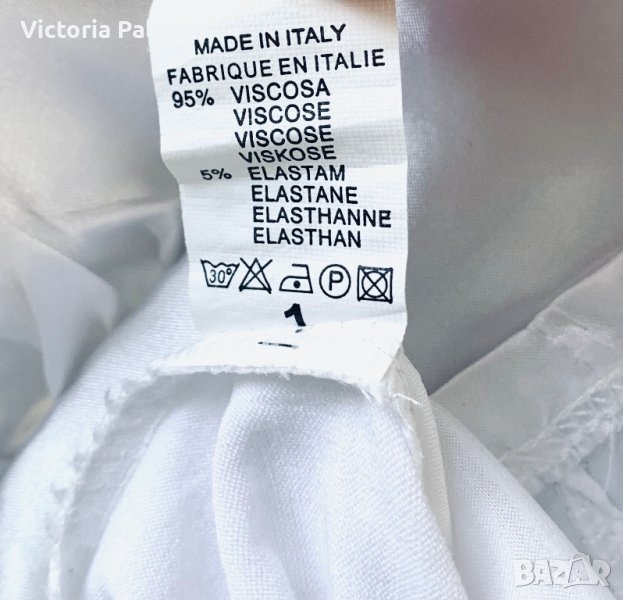 Victoria Pal
MADE IN ITALY
FABRIQUE EN ITALIE
95% VISCOSA
VISCOSE
VISCOSE
VISKOSE
5% ELASTAM
ELASTANE
ELASTHANNE
ELASTHAN
30° P
1
BAZAR